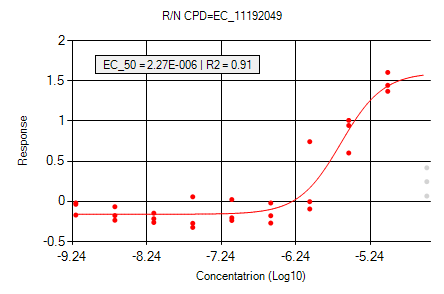 R/N CPD=EC_11192049
EC_50 = 2.27E-006 | R2 = 0.91
2
1.5
1
0.5
0
-0.5
Response
-9.24 -8.24 -7.24 -6.24 -5.24
Concentatrion (Log10)